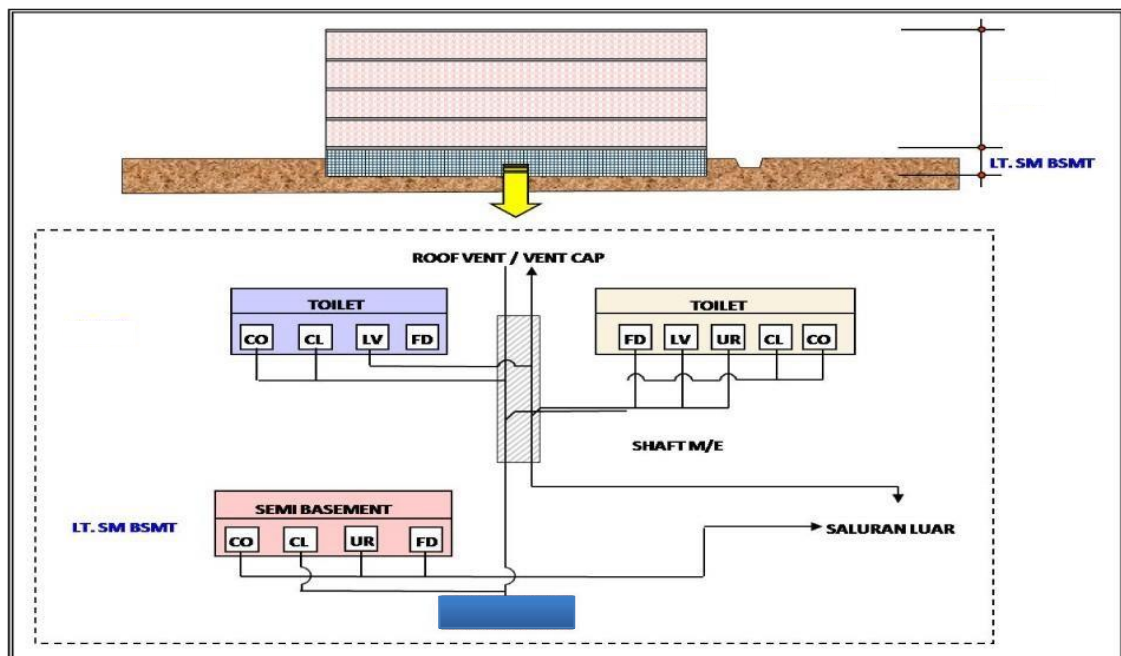 LT. SM BSMT
ROOF VENT / VENT CAP
TOILET
CO CL LV FD
TOILET
FD LV UR CL CO
SHAFT M/E
SEMI BASEMENT
CO CL UR FD
LT. SM BSMT
SALURAN LUAR